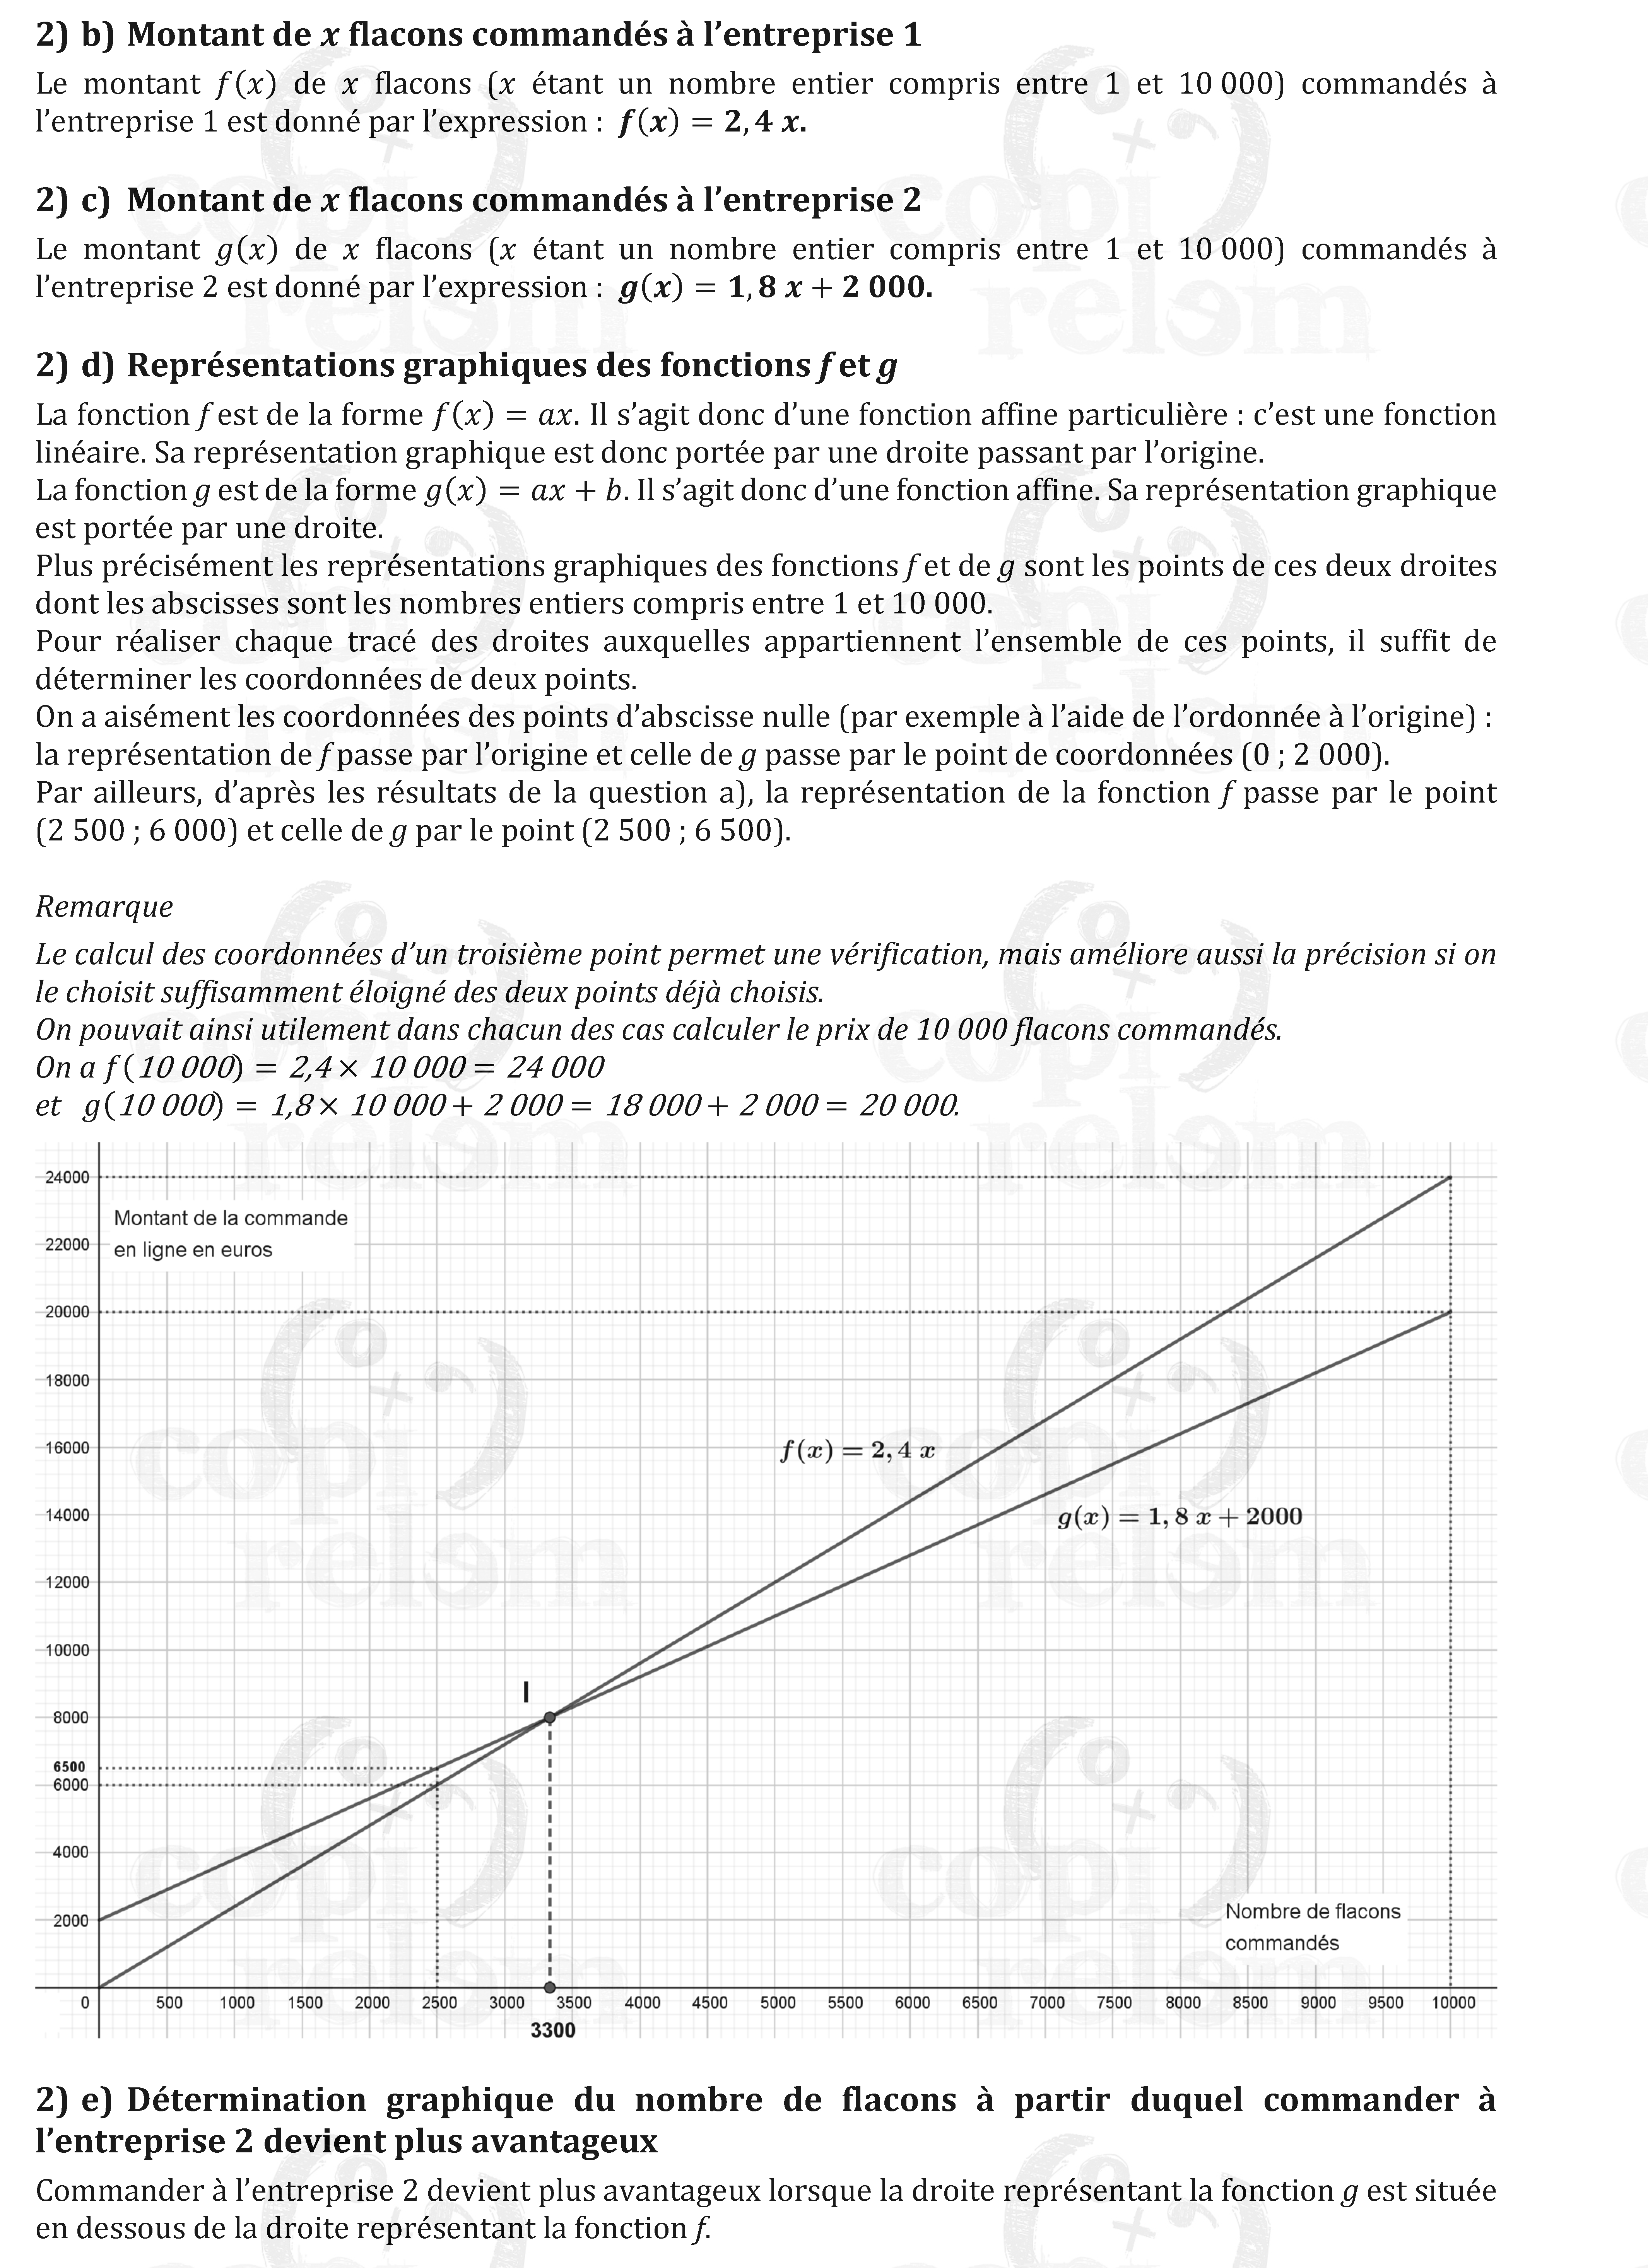 2) b) Montant de x flacons commandés à l’entreprise 1
Le montant f(x) de x flacons (x étant un nombre entier compris entre 1 et 10 000) commandés à
l’entreprise 1 est donné par l’expression : f(x) = 2,4 x.
2) c) Montant de x flacons commandés à l’entreprise 2
Le montant g(x) de x flacons (x étant un nombre entier compris entre 1 et 10 000) commandés à
l’entreprise 2 est donné par l’expression : g(x) = 1,8 x + 2 000.
2) d) Représentations graphiques des fonctions f et g
La fonction f est de la forme f(x) = ax. Il s’agit donc d’une fonction affine particulière : c’est une fonction
linéaire. Sa représentation graphique est donc portée par une droite passant par l’origine.
La fonction g est de la forme g(x) = ax + b. Il s’agit donc d’une fonction affine. Sa représentation graphique
est portée par une droite.
Plus précisément les représentations graphiques des fonctions f et de g sont les points de ces deux droites
dont les abscisses sont les nombres entiers compris entre 1 et 10 000.
Pour réaliser chaque tracé des droites auxquelles appartiennent l’ensemble de ces points, il suffit de
déterminer les coordonnées de deux points.
On a aisément les coordonnées des points d’abscisse nulle (par exemple à l’aide de l’ordonnée à l’origine) :
la représentation de f passe par l’origine et celle de g passe par le point de coordonnées (0 ; 2 000).
Par ailleurs, d’après les résultats de la question a), la représentation de la fonction f passe par le point
(2 500 ; 6 000) et celle de g par le point (2 500 ; 6 500).
Remarque
Le calcul des coordonnées d’un troisième point permet une vérification, mais améliore aussi la précision si on
le choisit suffisamment éloigné des deux points déjà choisis.
On pouvait ainsi utilement dans chacun des cas calculer le prix de 10 000 flacons commandés.
On a f(10 000) = 2,4 × 10 000 = 24 000
et g(10 000) = 1,8 × 10 000 + 2 000 = 18 000 + 2 000 = 20 000.
24000
Montant de la commande
en ligne en euros
22000
20000
18000
16000
f(x) = 2,4 x
14000
g(x) = 1,8 x + 2000
12000
10000
I
8000
6500
6000
4000
2000
Nombre de flacons
commandés
0 500 1000 1500 2000 2500 3000 3500 4000 4500 5000 5500 6000 6500 7000 7500 8000 8500 9000 9500 10000
3300
2) e) Détermination graphique du nombre de flacons à partir duquel commander à
l’entreprise 2 devient plus avantageux
Commander à l’entreprise 2 devient plus avantageux lorsque la droite représentant la fonction g est située
en dessous de la droite représentant la fonction f.